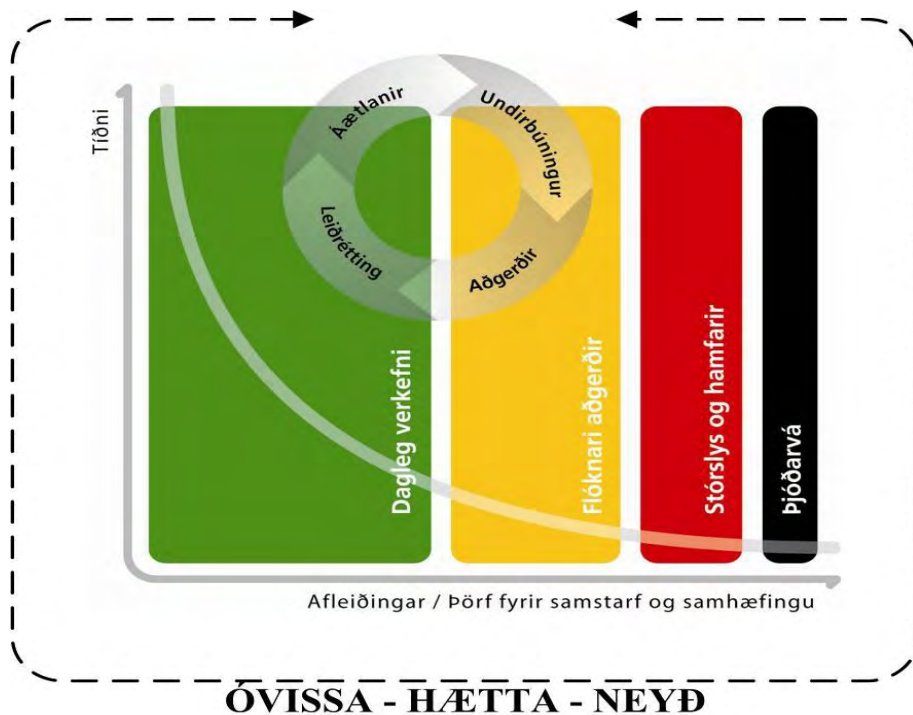 Tíðni
Áætlanir
Undirbúningur
Aðgerðir
Leiðrétting
Dagleg verkefni
Flóknari aðgerðir
Stórslys og hamfarir
Þjóðarvá
Afleiðingar / Þörf fyrir samstarf og samhæfingu
ÓVISSA - HÆTTA - NEYÐ